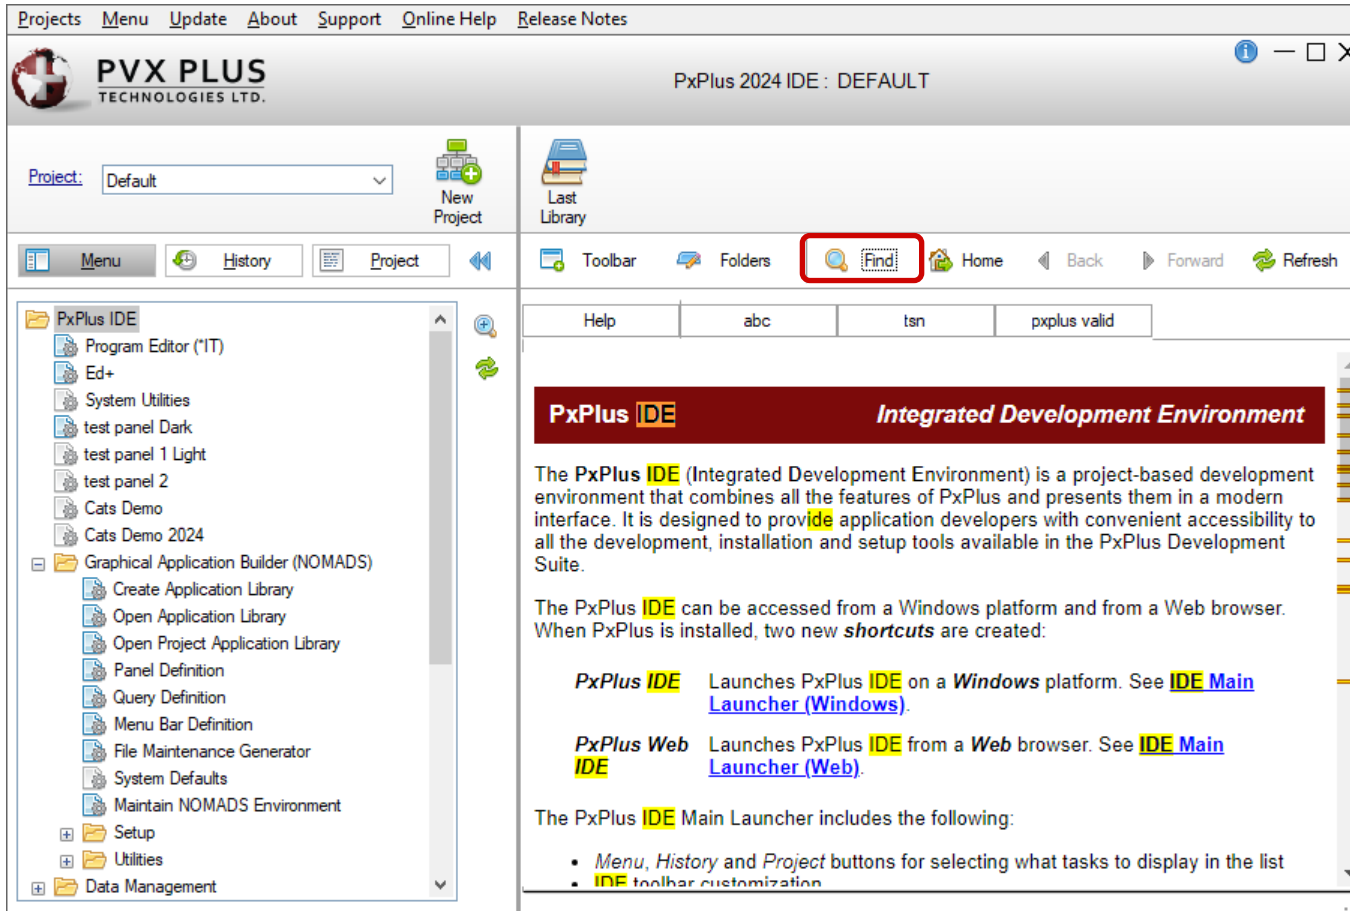 Projects Menu Update About Support Online Help Release Notes
PVX PLUS
TECHNOLOGIES LTD.
PxPlus 2024 IDE : DEFAULT
Project: Default
New
Project
Last
Library
Menu History Project
Toolbar Folders Find Home Back Forward Refresh
PxPlus IDE
Program Editor (*IT)
Ed+
System Utilities
test panel Dark
test panel 1 Light
test panel 2
Cats Demo
Cats Demo 2024
Graphical Application Builder (NOMADS)
Create Application Library
Open Application Library
Open Project Application Library
Panel Definition
Query Definition
Menu Bar Definition
File Maintenance Generator
System Defaults
Maintain NOMADS Environment
Setup
Utilities
Data Management
Help abc tsn pxplus valid
PxPlus IDE Integrated Development Environment
The PxPlus IDE (Integrated Development Environment) is a project-based development
environment that combines all the features of PxPlus and presents them in a modern
interface. It is designed to provide application developers with convenient accessibility to
all the development, installation and setup tools available in the PxPlus Development
Suite.
The PxPlus IDE can be accessed from a Windows platform and from a Web browser.
When PxPlus is installed, two new shortcuts are created:
PxPlus IDE Launches PxPlus IDE on a Windows platform. See IDE Main
Launcher (Windows).
PxPlus Web Launches PxPlus IDE from a Web browser. See IDE Main
IDE Launcher (Web).
The PxPlus IDE Main Launcher includes the following:
• Menu, History and Project buttons for selecting what tasks to display in the list
• IDE toolbar customization